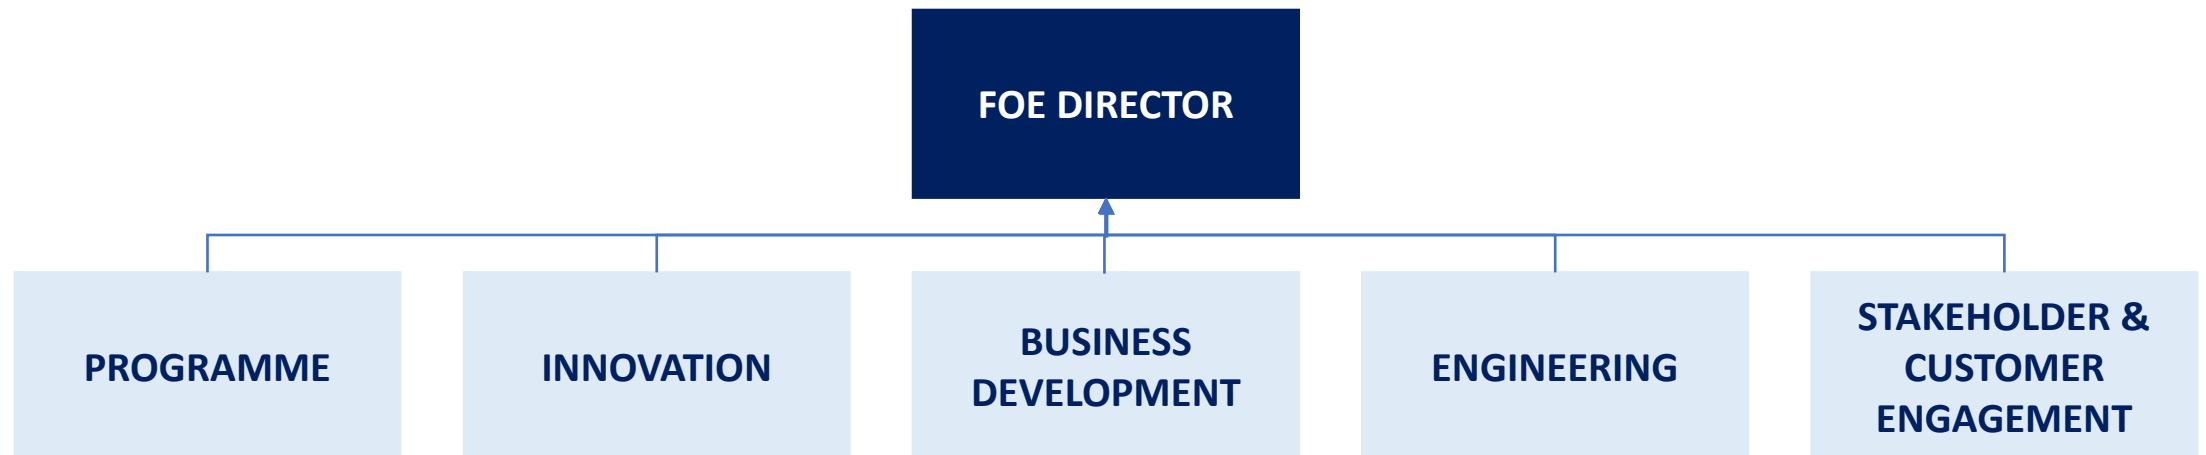 FOE DIRECTOR
PROGRAMME
INNOVATION
BUSINESS
DEVELOPMENT
ENGINEERING
STAKEHOLDER &
CUSTOMER
ENGAGEMENT